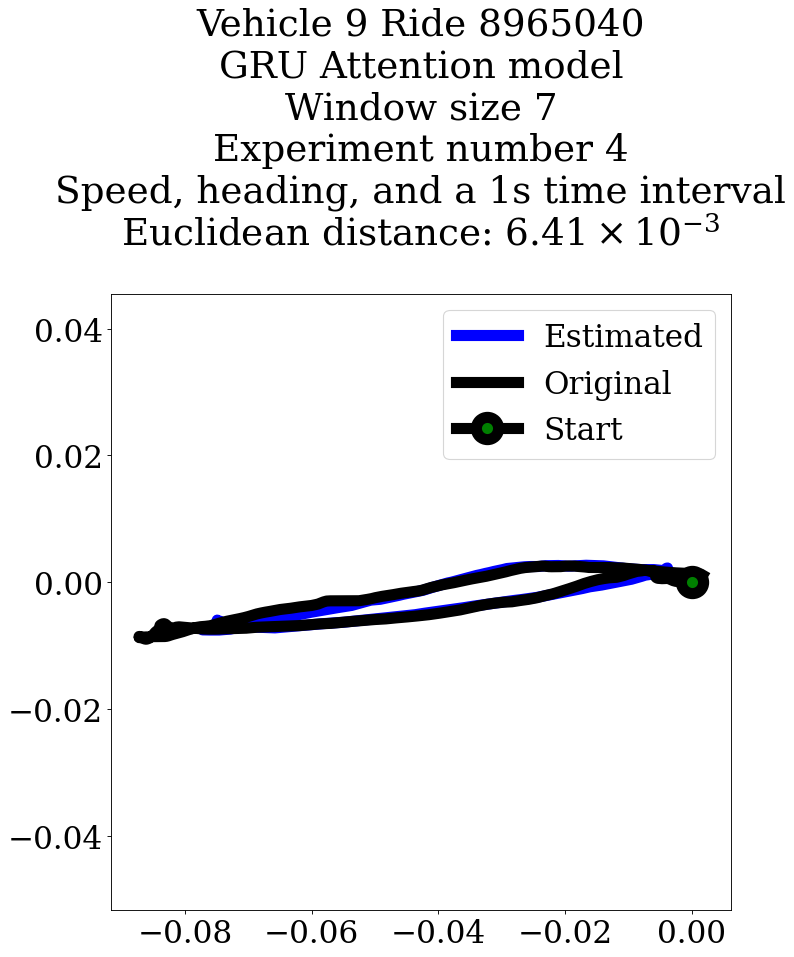 Vehicle 9 Ride 8965040
GRU Attention model
Window size 7
Experiment number 4
Speed, heading, and a 1s time interval
Euclidean distance: 6.41 × 10⁻³
Estimated
Original
Start
0.04
0.02
0.00
−0.02
−0.04
−0.08 −0.06 −0.04 −0.02 0.00